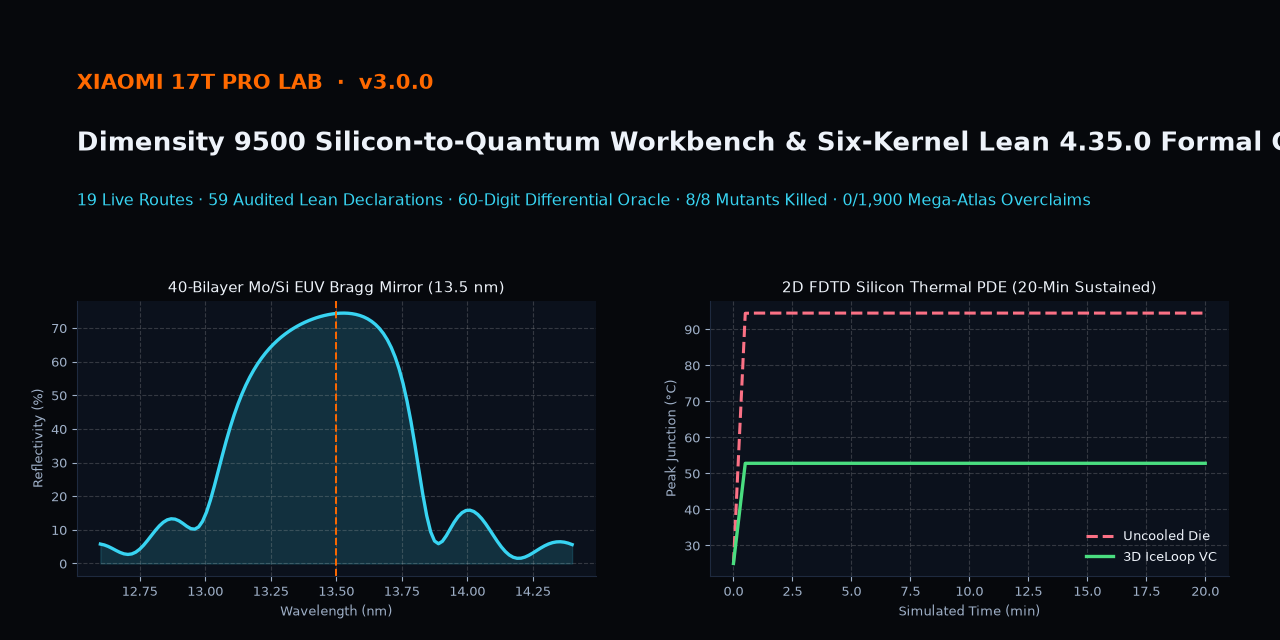 XIAOMI 17T PRO LAB · v3.0.0
Dimensity 9500 Silicon-to-Quantum Workbench & Six-Kernel Lean 4.35.0 Formal
19 Live Routes · 59 Audited Lean Declarations · 60-Digit Differential Oracle · 8/8 Mutants Killed · 0/1,900 Mega-Atlas Overclaims
40-Bilayer Mo/Si EUV Bragg Mirror (13.5 nm)
70
60
50
40
30
20
10
0
Reflectivity (%)
12.75 13.00 13.25 13.50 13.75 14.00 14.25
Wavelength (nm)
2D FDTD Silicon Thermal PDE (20-Min Sustained)
90
80
70
60
50
40
30
Peak Junction (°C)
Uncooled Die
3D IceLoop VC
0.0 2.5 5.0 7.5 10.0 12.5 15.0 17.5 20.0
Simulated Time (min)